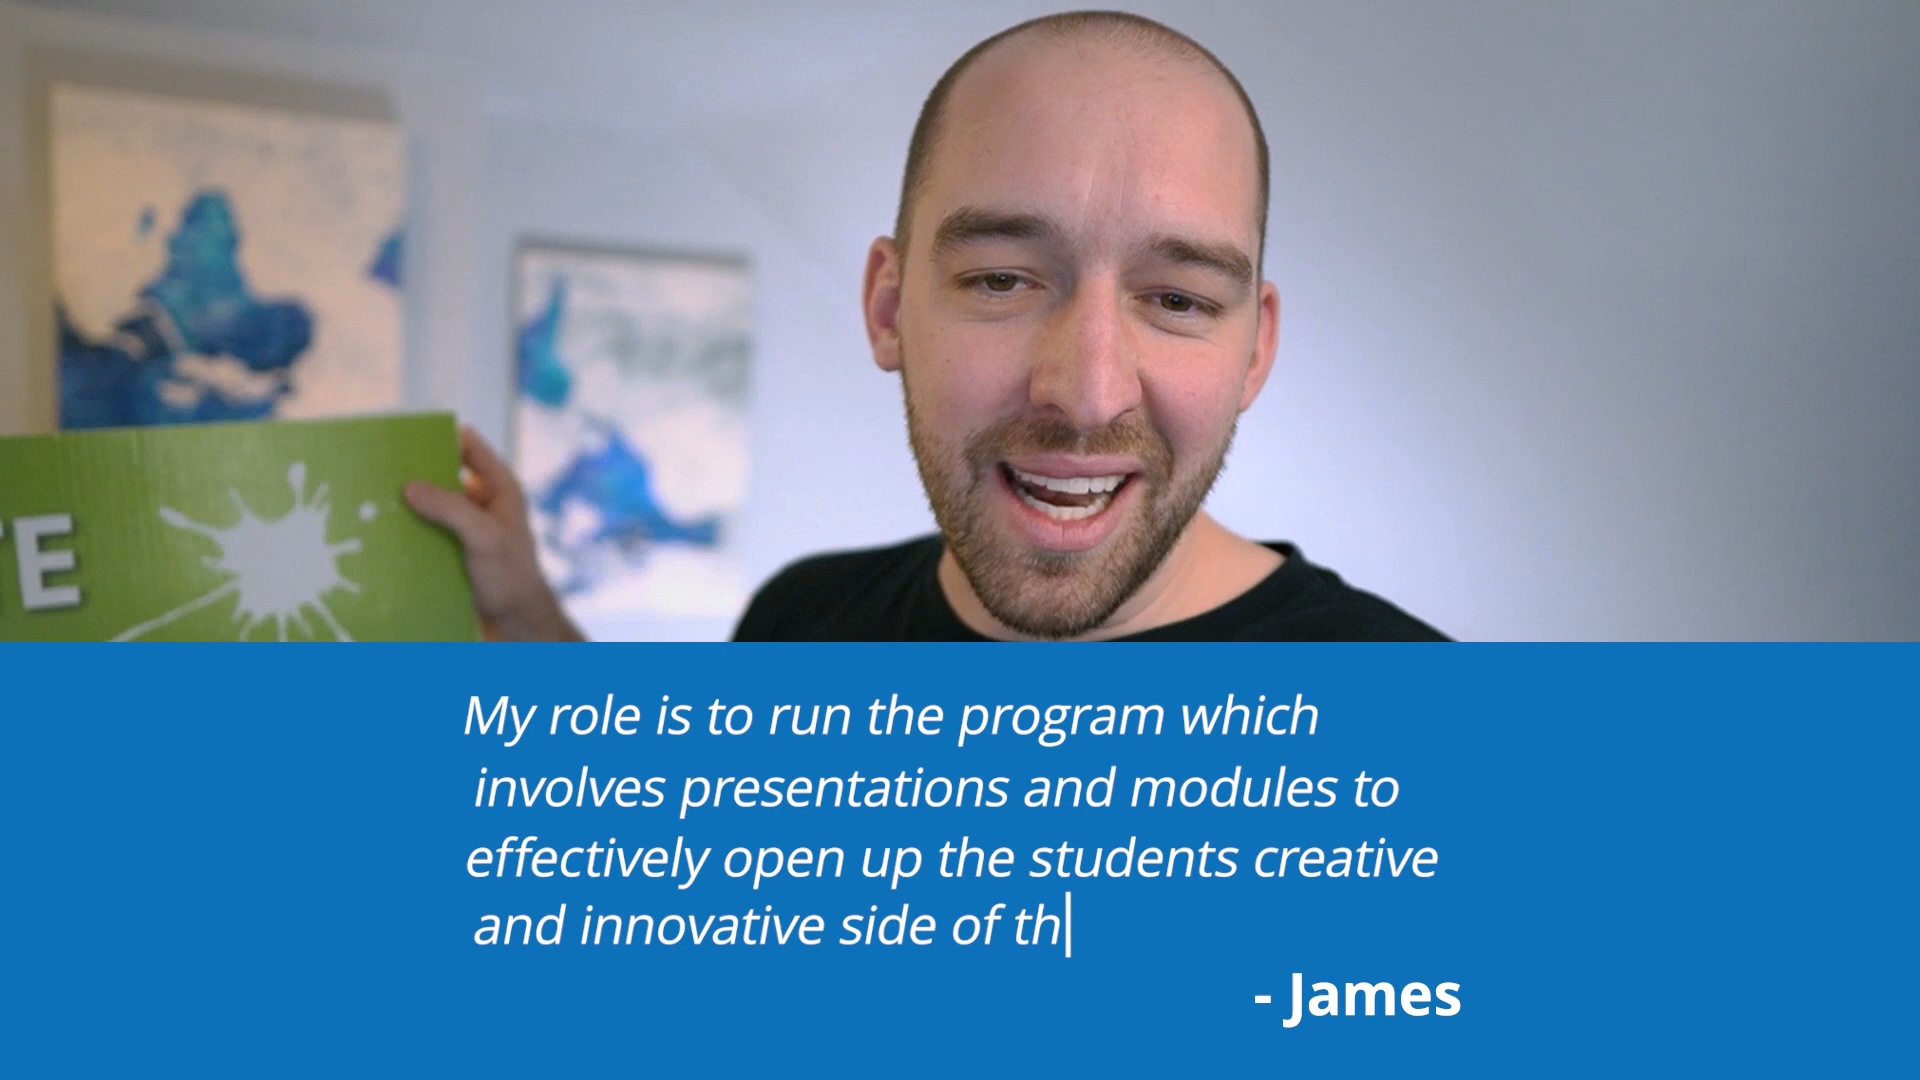 TE
My role is to run the program which
involves presentations and modules to
effectively open up the students creative
and innovative side of th
- James